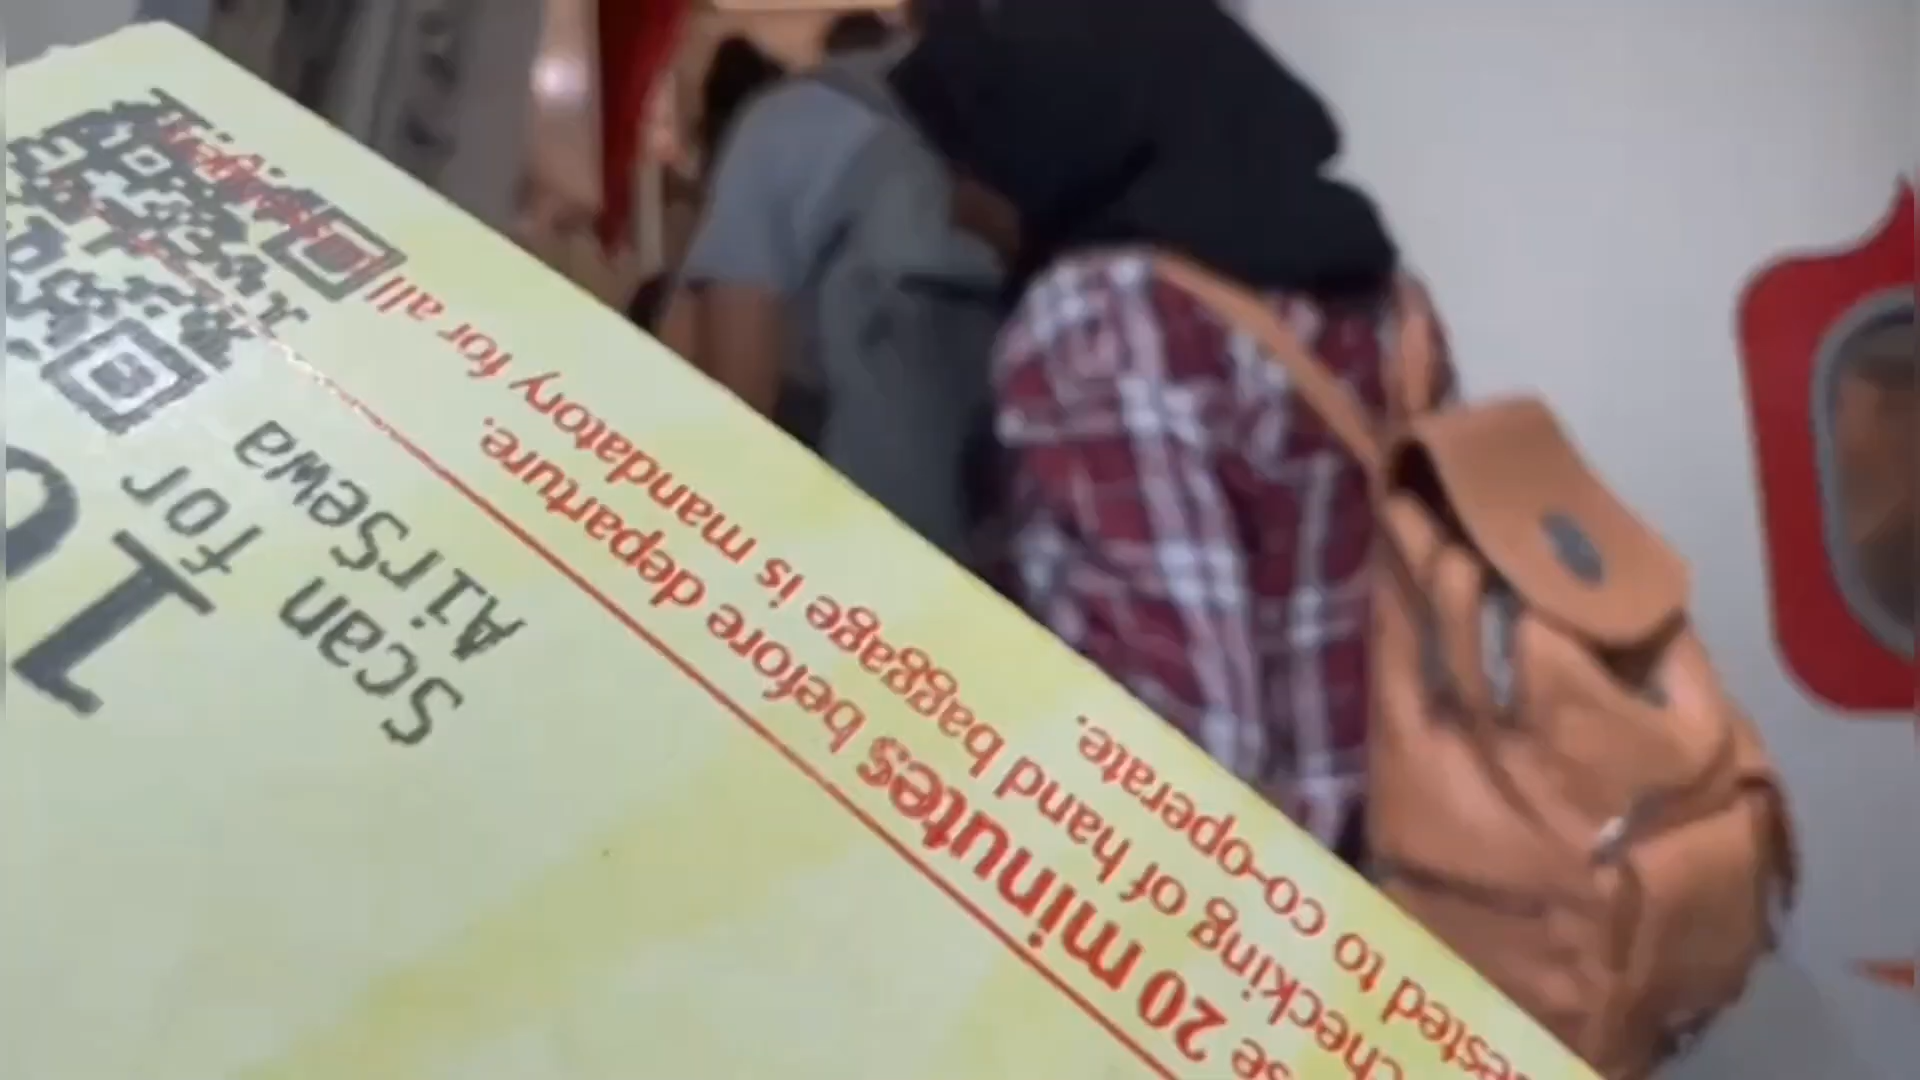 se 20 minutes before departure.
checking of hand baggage is mandatory for all
ested to co-operate.
Scan
for
AirSewa